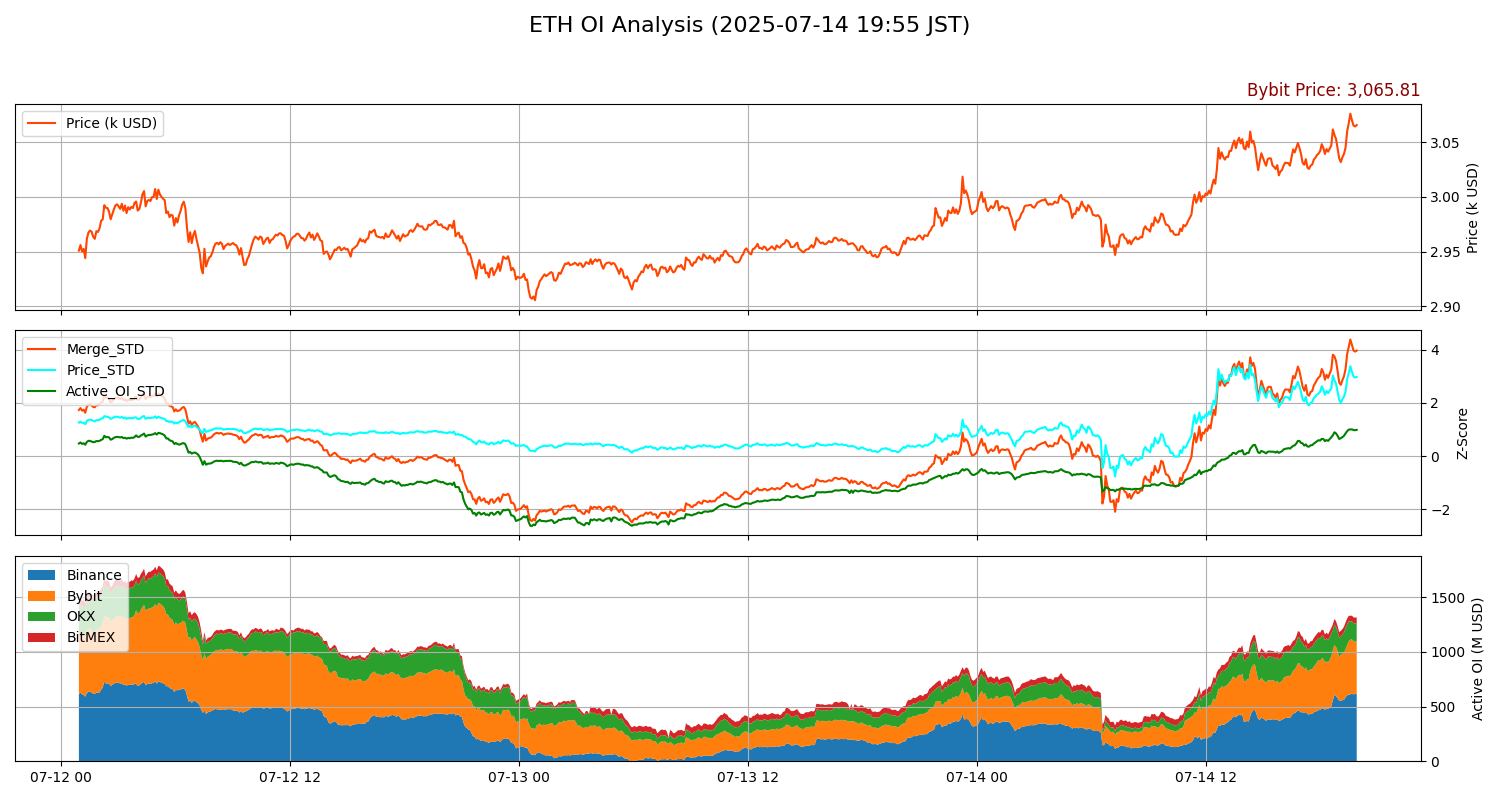 ETH OI Analysis (2025-07-14 19:55 JST)
Bybit Price: 3,065.81
Price (k USD)
3.05
3.00
2.95
2.90
Price (k USD)
Merge_STD
Price_STD
Active_OI_STD
4
2
0
−2
Z-Score
Binance
Bybit
OKX
BitMEX
1500
1000
500
0
Active OI (M USD)
07-12 00
07-12 12
07-13 00
07-13 12
07-14 00
07-14 12